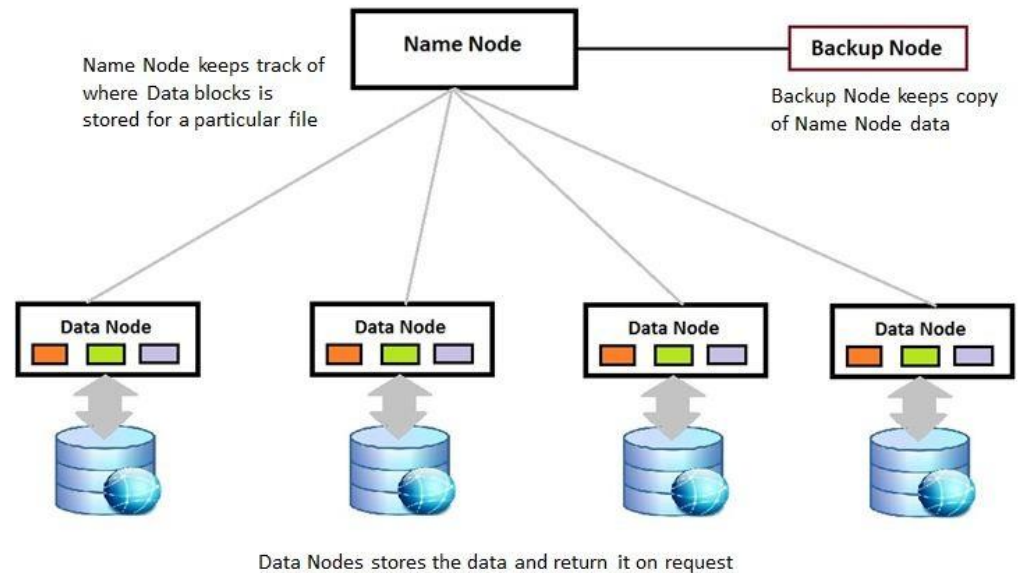 Name Node
Backup Node
Name Node keeps track of
where Data blocks is
stored for a particular file
Backup Node keeps copy
of Name Node data
Data Node
Data Node
Data Node
Data Node
Data Nodes stores the data and return it on request